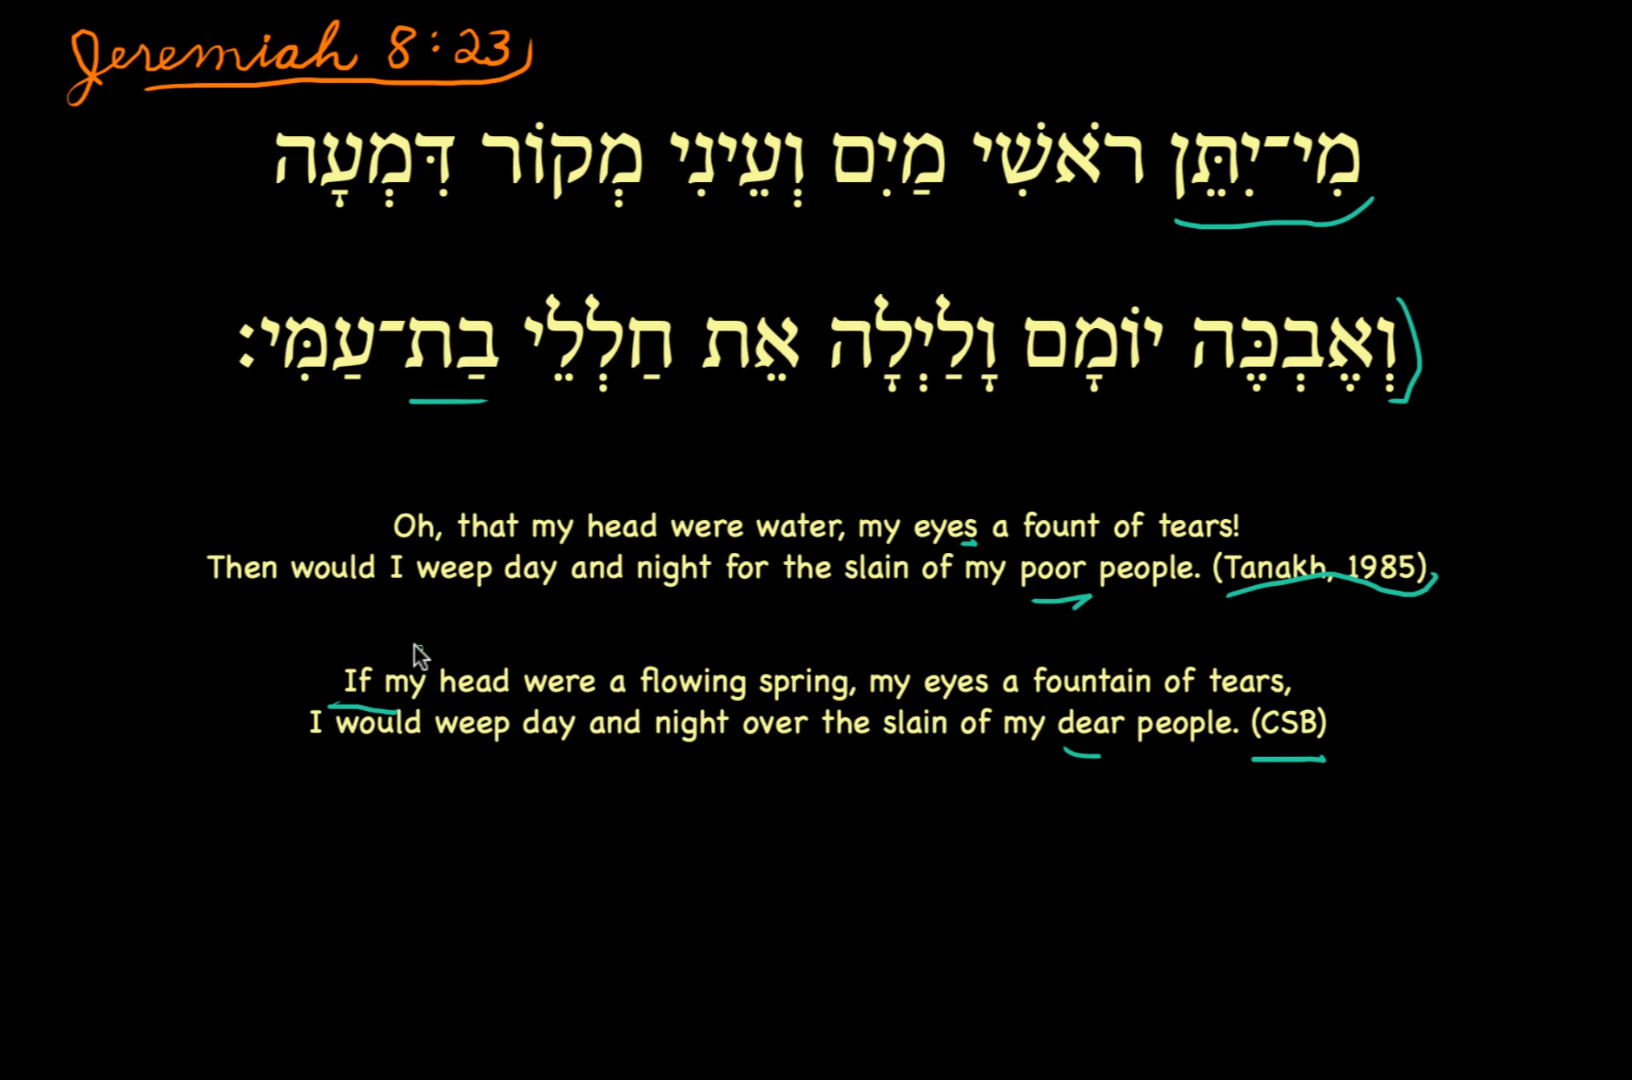 Jeremiah 8:23
מִי־יִתֵּן רֹאשִׁי מַיִם וְעֵינִי מְקוֹר דִּמְעָה
וְאֶבְכֶּה יוֹמָם וָלַיְלָה אֵת חַלְלֵי בַת־עַמִּי׃
Oh, that my head were water, my eyes a fount of tears!
Then would I weep day and night for the slain of my poor people. (Tanakh, 1985)
If my head were a flowing spring, my eyes a fountain of tears,
I would weep day and night over the slain of my dear people. (CSB)